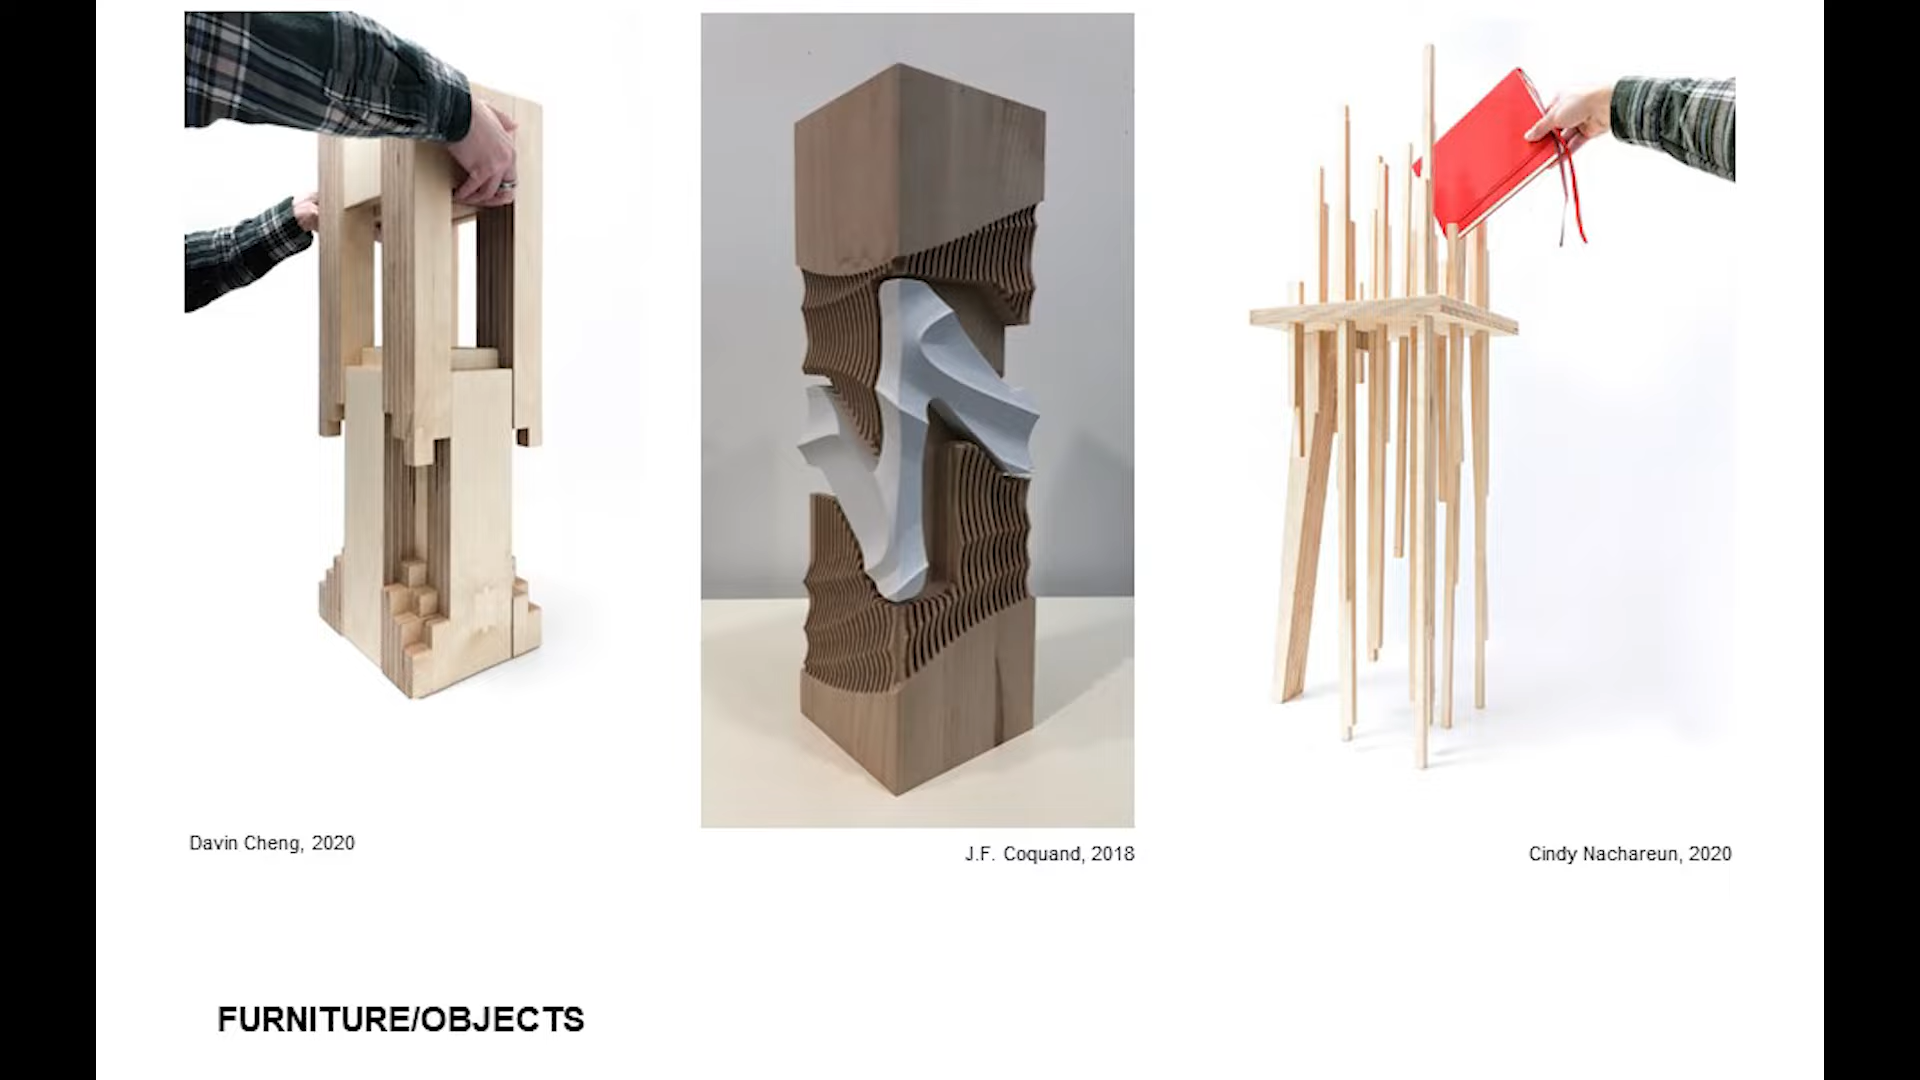 Davin Cheng, 2020
J.F. Coquand, 2018
Cindy Nachareun, 2020
FURNITURE/OBJECTS